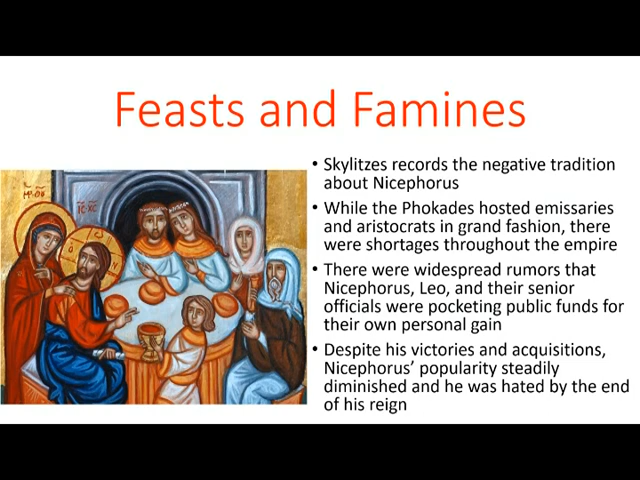 Feasts and Famines
• Skylitzes records the negative tradition
about Nicephorus
• While the Phokades hosted emissaries
and aristocrats in grand fashion, there
were shortages throughout the empire
• There were widespread rumors that
Nicephorus, Leo, and their senior
officials were pocketing public funds for
their own personal gain
• Despite his victories and acquisitions,
Nicephorus’ popularity steadily
diminished and he was hated by the end
of his reign
IC XC